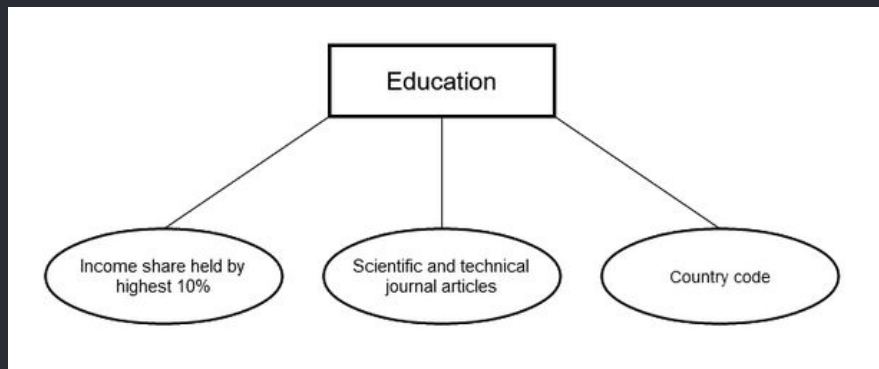 Education
Income share held by
highest 10%
Scientific and technical
journal articles
Country code